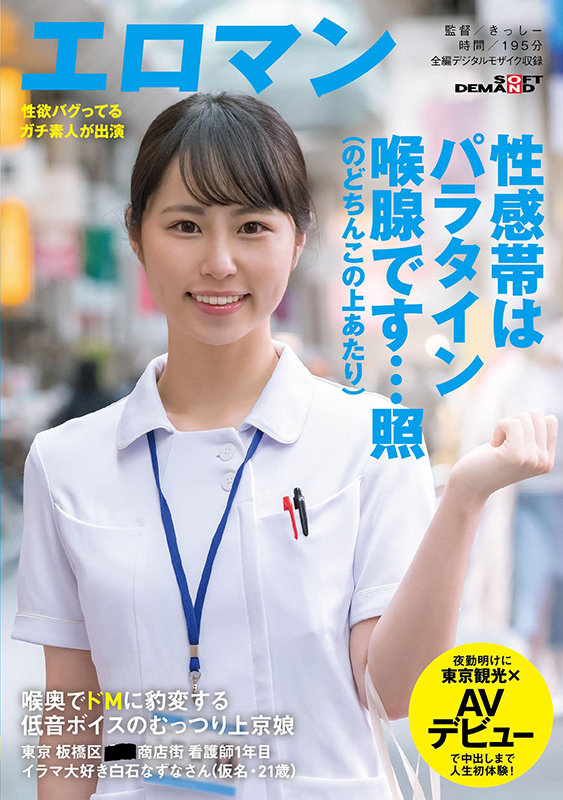 エロマン
監督／きっしー
時間／195分
全編デジタルモザイク収録
SOFT
ON
DEMAND
性欲バグってる
ガチ素人が出演
性感帯は
パラタイン
喉腺です…照
(のどちんこの上あたり)
喉奥でドMに豹変する
低音ボイスのむっつり上京娘
東京 板橋区 商店街 看護師1年目
イラマ大好き白石なずなさん(仮名・21歳)
夜勤明けに
東京観光×
AV
デビュー
で中出しまで
人生初体験!